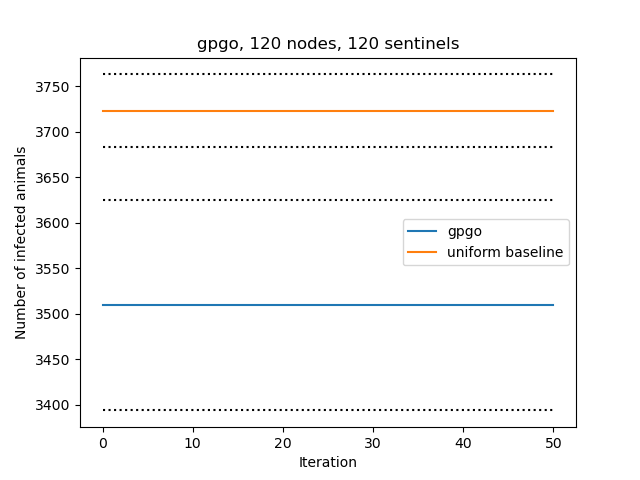 gpgo, 120 nodes, 120 sentinels
3750
3700
3650
3600
3550
3500
3450
3400
Number of infected animals
gpgo
uniform baseline
0 10 20 30 40 50
Iteration